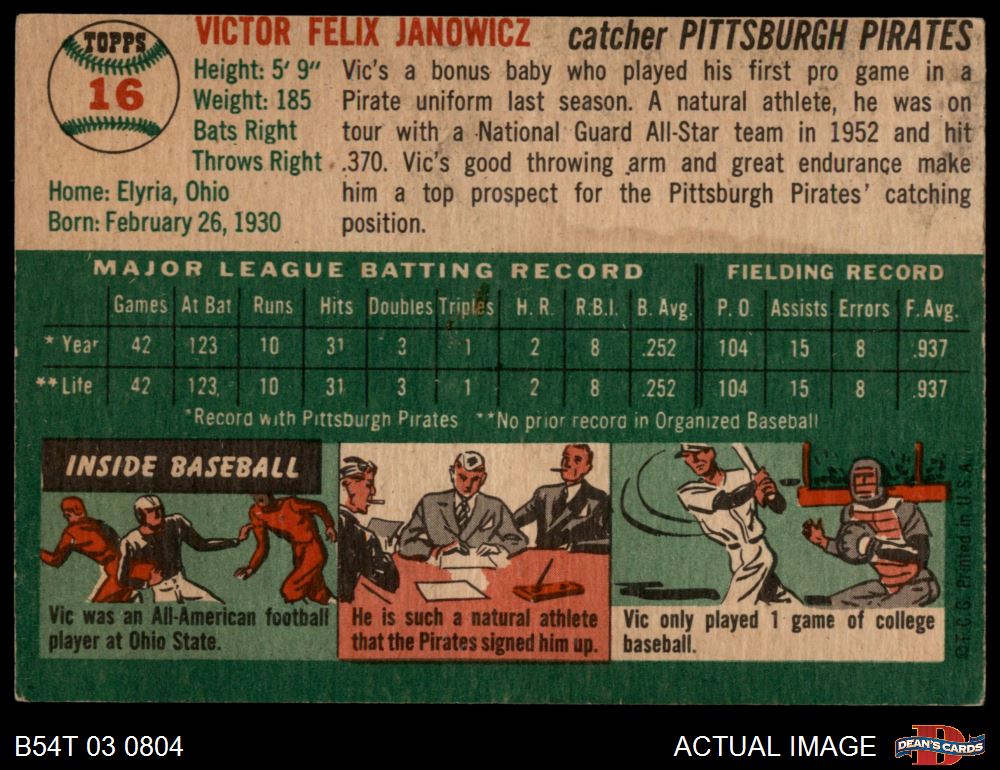 TOPPS
16
VICTOR FELIX JANOWICZ catcher PITTSBURGH PIRATES
Height: 5' 9"
Weight: 185
Bats Right
Throws Right
Home: Elyria, Ohio
Born: February 26, 1930
Vic's a bonus baby who played his first pro game in a
Pirate uniform last season. A natural athlete, he was on
tour with a National Guard All-Star team in 1952 and hit
.370. Vic's good throwing arm and great endurance make
him a top prospect for the Pittsburgh Pirates' catching
position.
MAJOR LEAGUE BATTING RECORD FIELDING RECORD
Games At Bat Runs Hits Doubles Triples H. R. R.B.I. B. Avg. P. O. Assists Errors F. Avg.
* Year 42 123 10 31 3 1 2 8 .252 104 15 8 .937
**Life 42 123 10 31 3 1 2 8 .252 104 15 8 .937
*Record with Pittsburgh Pirates **No prior record in Organized Baseball
INSIDE BASEBALL
Vic was an All-American football
player at Ohio State.
He is such a natural athlete
that the Pirates signed him up.
Vic only played 1 game of college
baseball.
©T.C.G. Printed in U.S.A.
B54T 03 0804
ACTUAL IMAGE
D
DEAN'S CARDS